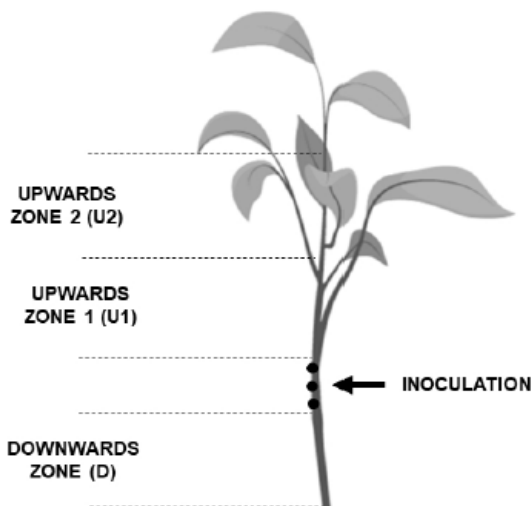 UPWARDS
ZONE 2 (U2)
UPWARDS
ZONE 1 (U1)
INOCULATION
DOWNWARDS
ZONE (D)